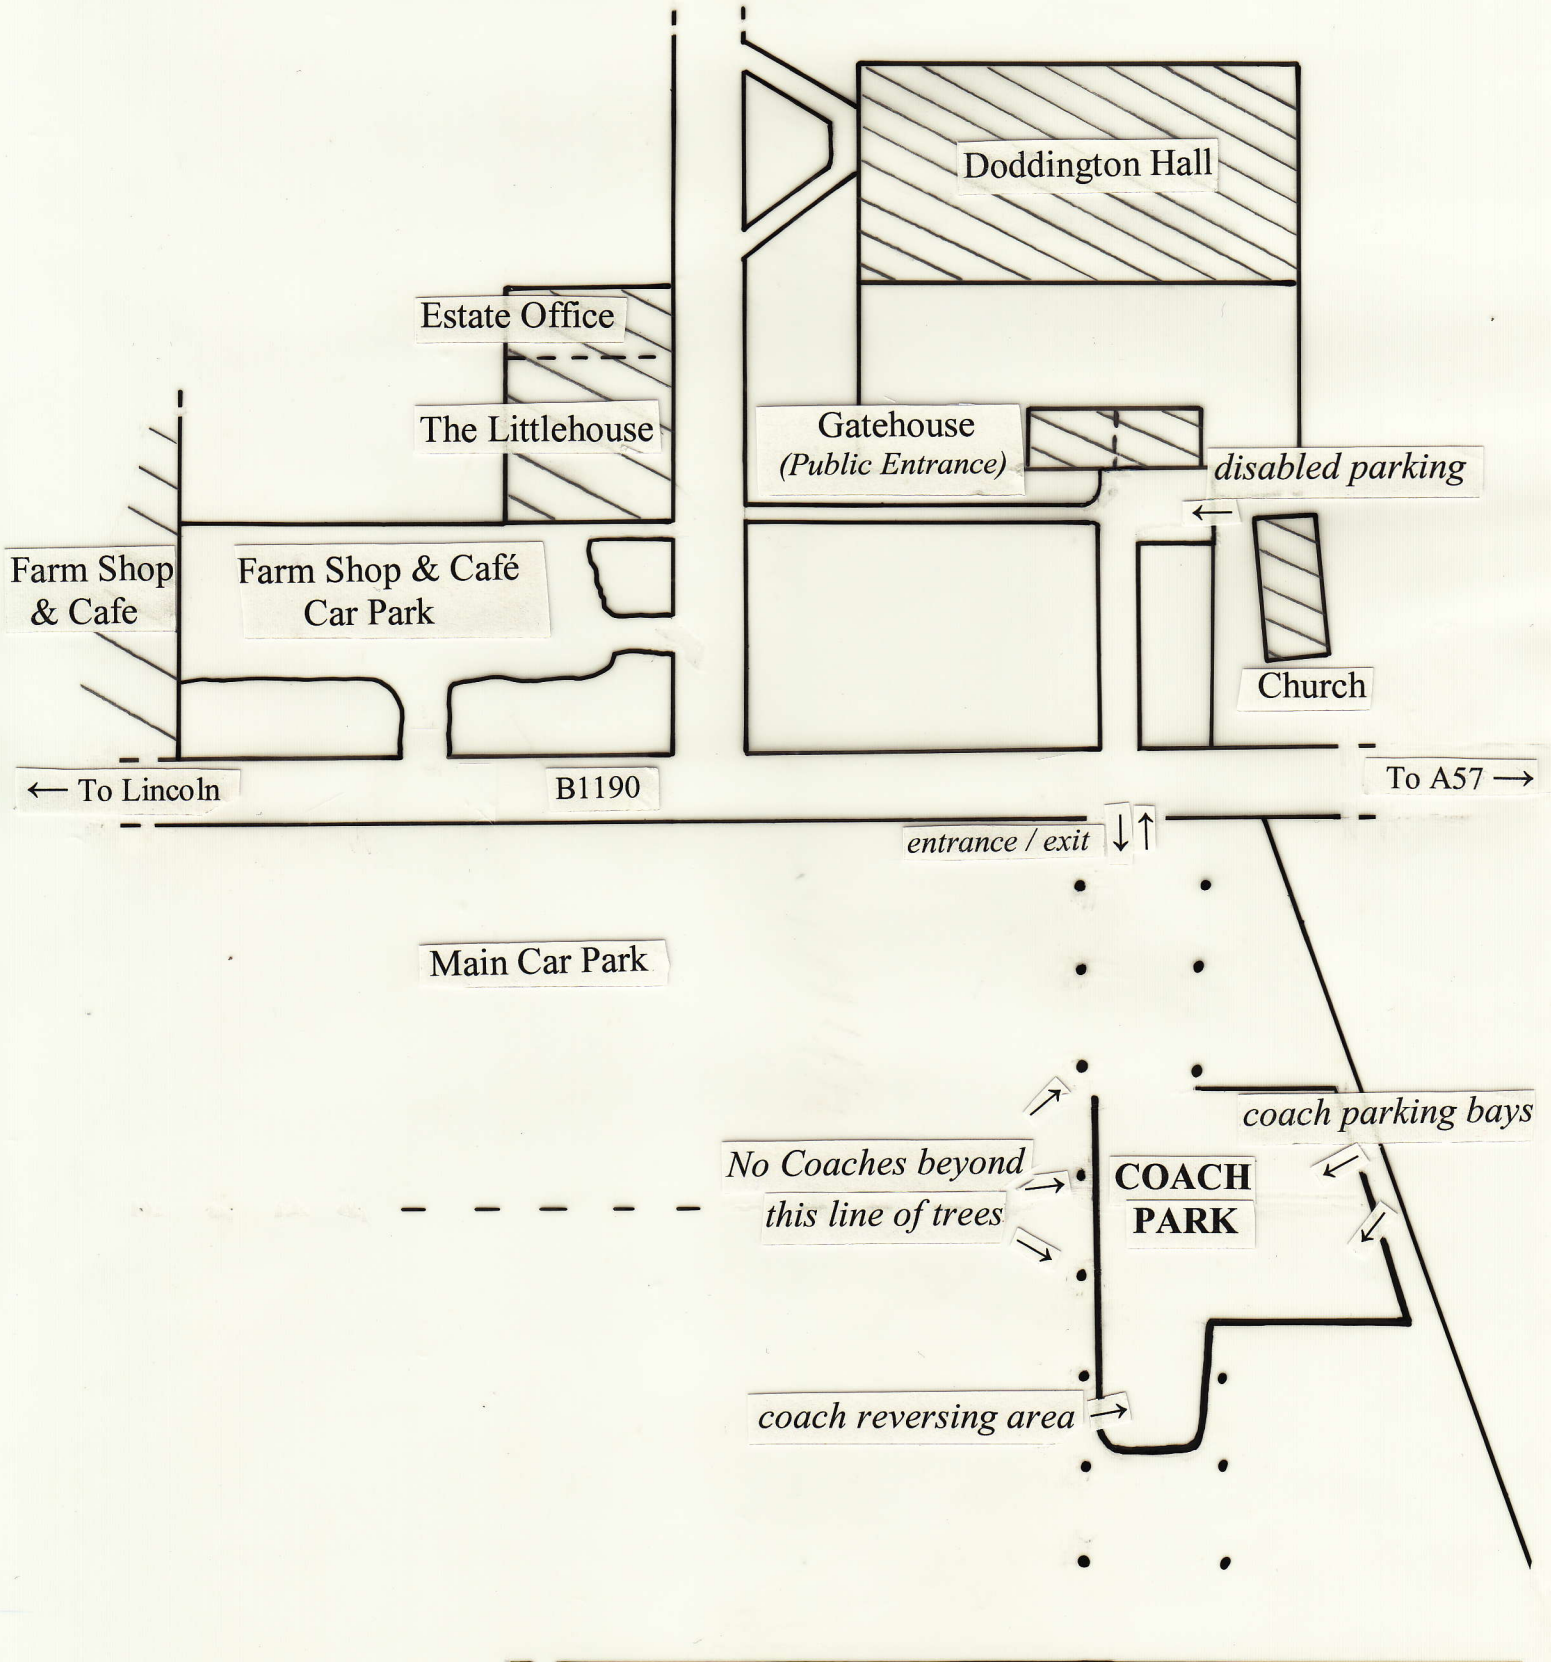 Doddington Hall
Estate Office
The Littlehouse
Gatehouse
(Public Entrance)
disabled parking
←
Farm Shop
& Cafe
Farm Shop & Café
Car Park
Church
← To Lincoln
B1190
To A57 →
entrance / exit ↓ ↑
Main Car Park
coach parking bays
No Coaches beyond
this line of trees
COACH
PARK
coach reversing area →